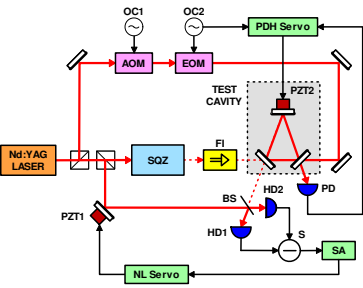 OC1
OC2
PDH Servo
AOM
EOM
TEST
CAVITY
PZT2
Nd:YAG
LASER
SQZ
FI
PD
BS
HD2
PZT1
HD1
S
SA
NL Servo